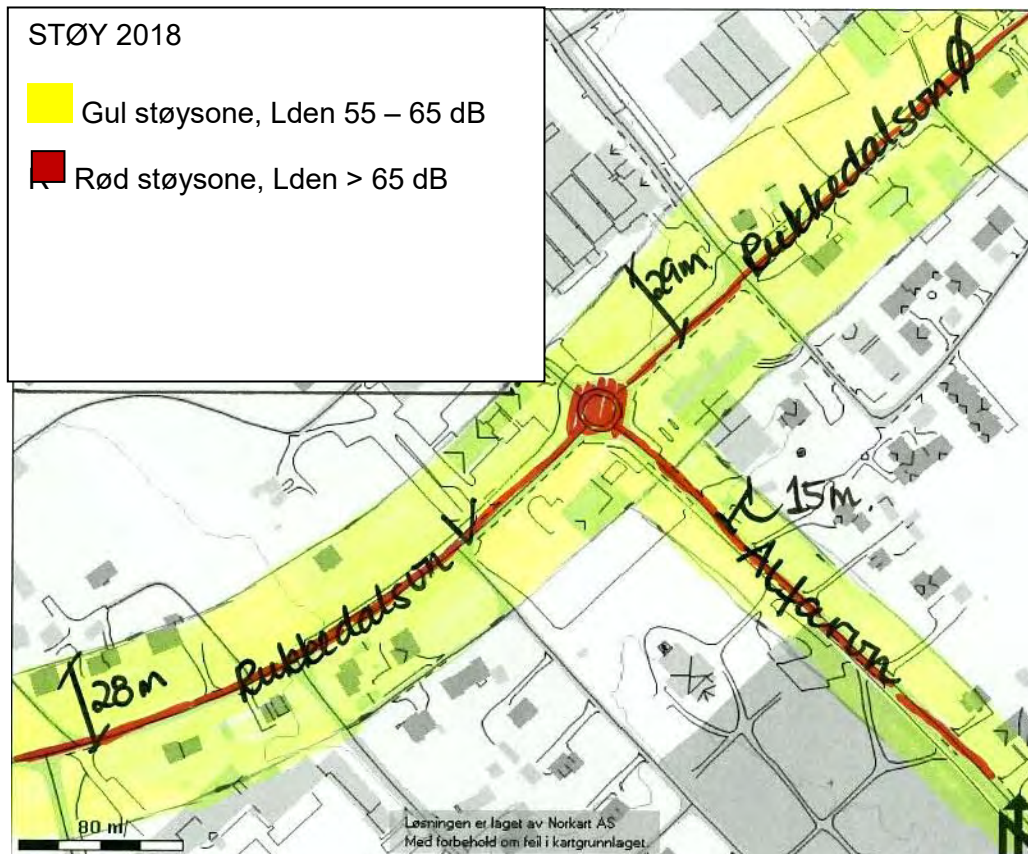 STØY 2018
Gul støysone, Lden 55 – 65 dB
Rød støysone, Lden > 65 dB
Rukkedalsvn Ø
29m
15m.
Rukkedalsvn V
Alfarvn
28m
80 m
Løsningen er laget av Norkart AS
Med forbehold om feil i kartgrunnlaget.
N